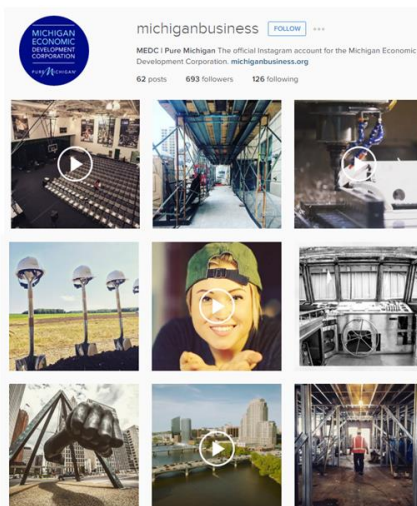 MICHIGAN
ECONOMIC
DEVELOPMENT
CORPORATION
PURE MICHIGAN®
michiganbusiness FOLLOW
MEDC | Pure Michigan The official Instagram account for the Michigan Economic
Development Corporation. michiganbusiness.org
62 posts 693 followers 126 following